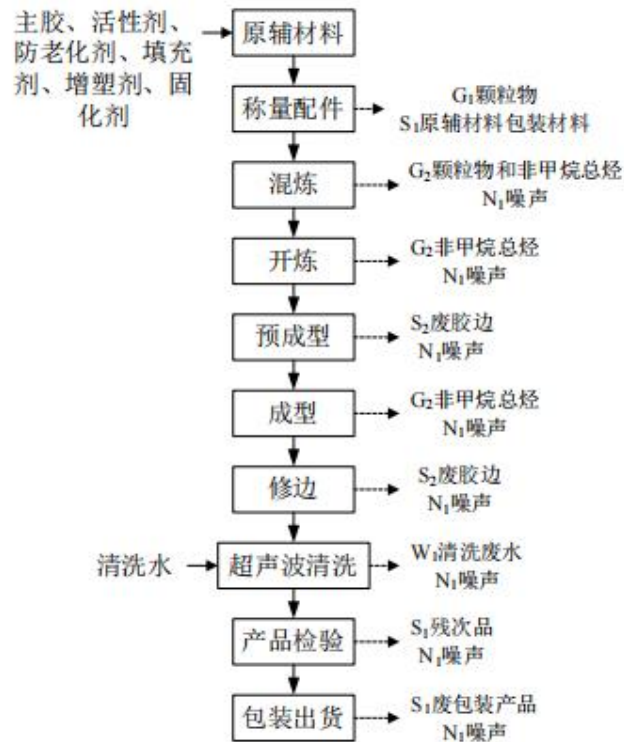 主胶、活性剂、
防老化剂、填充
剂、增塑剂、固
化剂
原辅材料
称量配件
G₁颗粒物
S₁原辅材料包装材料
混炼
G₂颗粒物和非甲烷总烃
N₁噪声
开炼
G₂非甲烷总烃
N₁噪声
预成型
S₂废胶边
N₁噪声
成型
G₂非甲烷总烃
N₁噪声
修边
S₂废胶边
N₁噪声
清洗水
超声波清洗
W₁清洗废水
N₁噪声
产品检验
S₁残次品
N₁噪声
包装出货
S₁废包装产品
N₁噪声